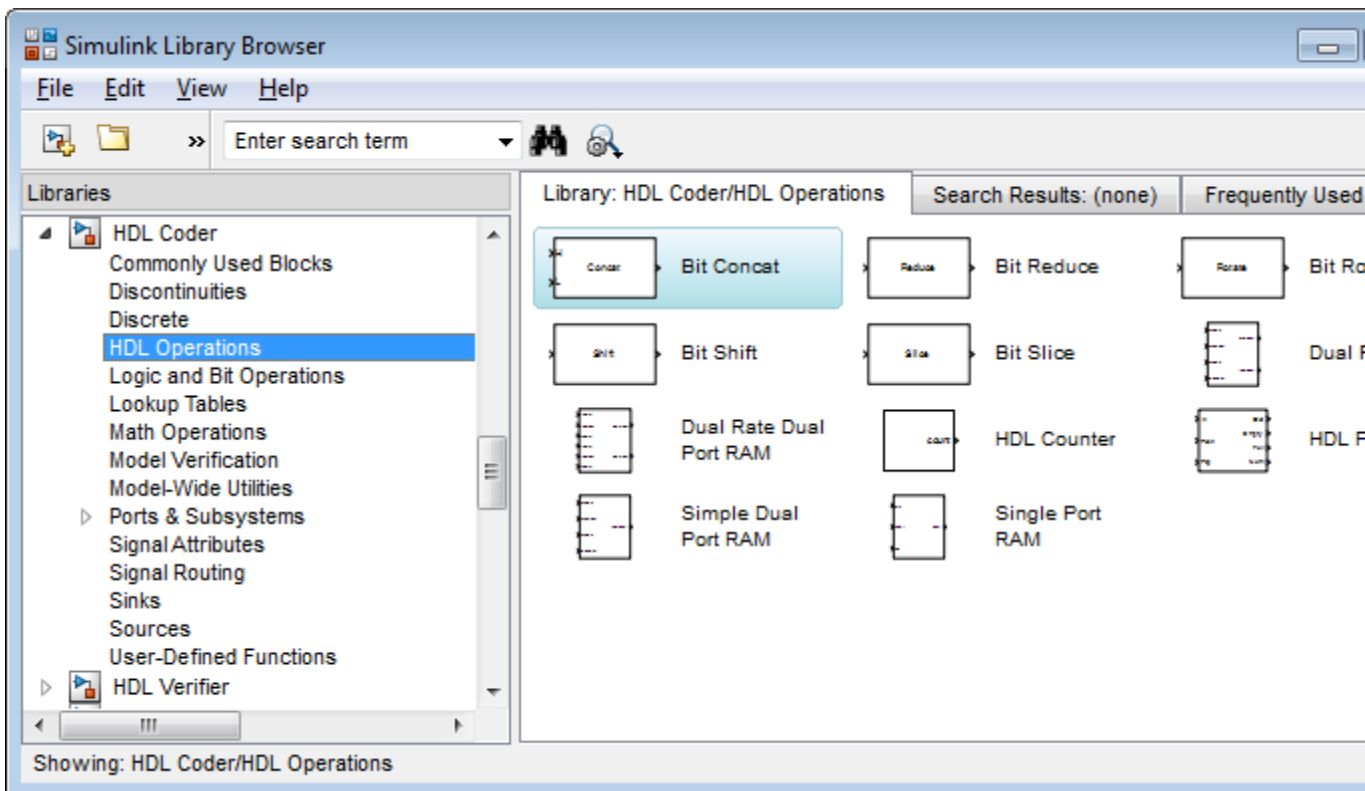 Simulink Library Browser
File Edit View Help
» Enter search term
Libraries
HDL Coder
Commonly Used Blocks
Discontinuities
Discrete
HDL Operations
Logic and Bit Operations
Lookup Tables
Math Operations
Model Verification
Model-Wide Utilities
Ports & Subsystems
Signal Attributes
Signal Routing
Sinks
Sources
User-Defined Functions
HDL Verifier
Library: HDL Coder/HDL Operations Search Results: (none) Frequently Used
Concat Bit Concat Reduce Bit Reduce Rotate Bit Ro
Shift Bit Shift Slice Bit Slice Dual
Dual Rate Dual
Port RAM
count HDL Counter HDL
Simple Dual
Port RAM
Single Port
RAM
Showing: HDL Coder/HDL Operations